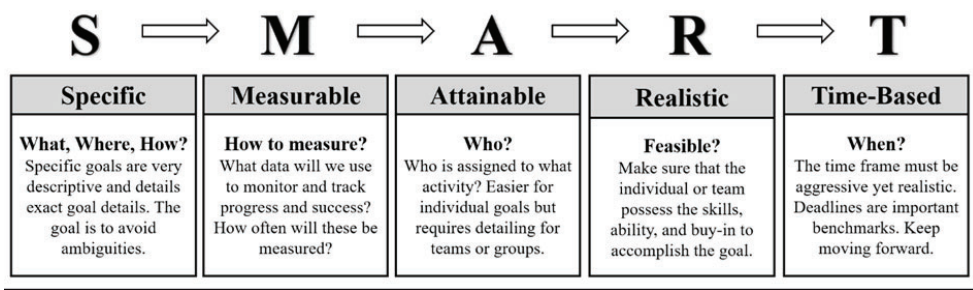 S M A R T
Specific
What, Where, How?
Specific goals are very
descriptive and details
exact goal details. The
goal is to avoid
ambiguities.
Measurable
How to measure?
What data will we use
to monitor and track
progress and success?
How often will these be
measured?
Attainable
Who?
Who is assigned to what
activity? Easier for
individual goals but
requires detailing for
teams or groups.
Realistic
Feasible?
Make sure that the
individual or team
possess the skills,
ability, and buy-in to
accomplish the goal.
Time-Based
When?
The time frame must be
aggressive yet realistic.
Deadlines are important
benchmarks. Keep
moving forward.